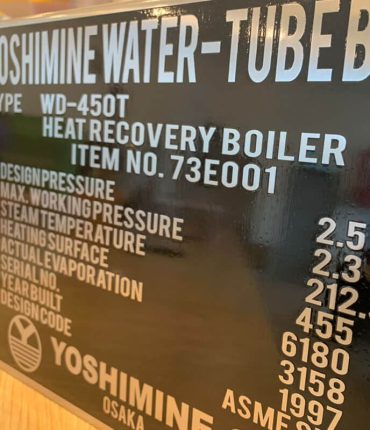 OSHIMINE WATER-TUBE B
YPE WD-450T
HEAT RECOVERY BOILER
ITEM NO. 73E001
DESIGN PRESSURE 2.5
MAX. WORKING PRESSURE 2.3
STEAM TEMPERATURE 212.
HEATING SURFACE 455
ACTUAL EVAPORATION 6180
SERIAL NO. 3158
YEAR BUILT 1997
DESIGN CODE ASME
YOSHIMINE
OSAKA